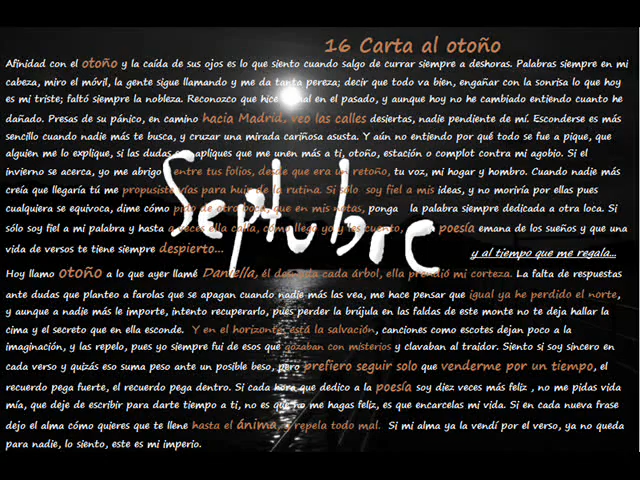 16 Carta al otoño
Afinidad con el otoño y la caída de sus ojos es lo que siento cuando salgo de currar siempre a deshoras. Palabras siempre en mi
cabeza, miro el móvil, la gente sigue llamando y me da tanta pereza; decir que todo va bien, engañar con la sonrisa lo que hoy
es mi triste; faltó siempre la nobleza. Reconozco que hice mal en el pasado, y aunque hoy no he cambiado entiendo cuanto he
dañado. Presas de su pánico, en camino hacia Madrid, veo las calles desiertas, nadie pendiente de mí. Esconderse es más
sencillo cuando nadie más te busca, y cruzar una mirada cariñosa asusta. Y aún no entiendo por qué todo se fue a pique, que
alguien me lo explique, si las dudas apliques que me unen más a ti, otoño, estación o complot contra mi agobio. Si el
invierno se acerca, yo me abrigo entre tus folios, desde que era un retoño, tu voz, mi hogar y hombro. Cuando nadie más
creía que llegaría tú me propusiste vías para huir de la rutina. Si sólo soy fiel a mis ideas, y no moriría por ellas pues
cualquiera se equivoca, dime cómo pido de otro que en mis notas, ponga la palabra siempre dedicada a otra loca. Si
sólo soy fiel a mi palabra y hasta a veces ella calla, como llego yo y les cuento, la poesía emana de los sueños y que una
vida de versos te tiene siempre despierto... y al tiempo que me regala...
Septubre
Hoy llamo otoño a lo que ayer llamé Daniella, él desnuda cada árbol, ella prendió mi corteza. La falta de respuestas
ante dudas que planteo a farolas que se apagan cuando nadie más las vea, me hace pensar que igual ya he perdido el norte,
y aunque a nadie más le importe, intento recuperarlo, pues perder la brújula en las faldas de este monte no te deja hallar la
cima y el secreto que en ella esconde. Y en el horizonte está la salvación, canciones como escotes dejan poco a la
imaginación, y las repelo, pues yo siempre fui de esos que gozaban con misterios y clavaban al traidor. Siento si soy sincero en
cada verso y quizás eso suma peso ante un posible beso, pero prefiero seguir solo que venderme por un tiempo, el
recuerdo pega fuerte, el recuerdo pega dentro. Si cada hora que dedico a la poesía soy diez veces más feliz , no me pidas vida
mía, que deje de escribir para darte tiempo a ti, no es que no me hagas feliz, es que encarcelas mi vida. Si en cada nueva frase
dejo el alma cómo quieres que te llene hasta el ánima, y repela todo mal. Si mi alma ya la vendí por el verso, ya no queda
para nadie, lo siento, este es mi imperio.